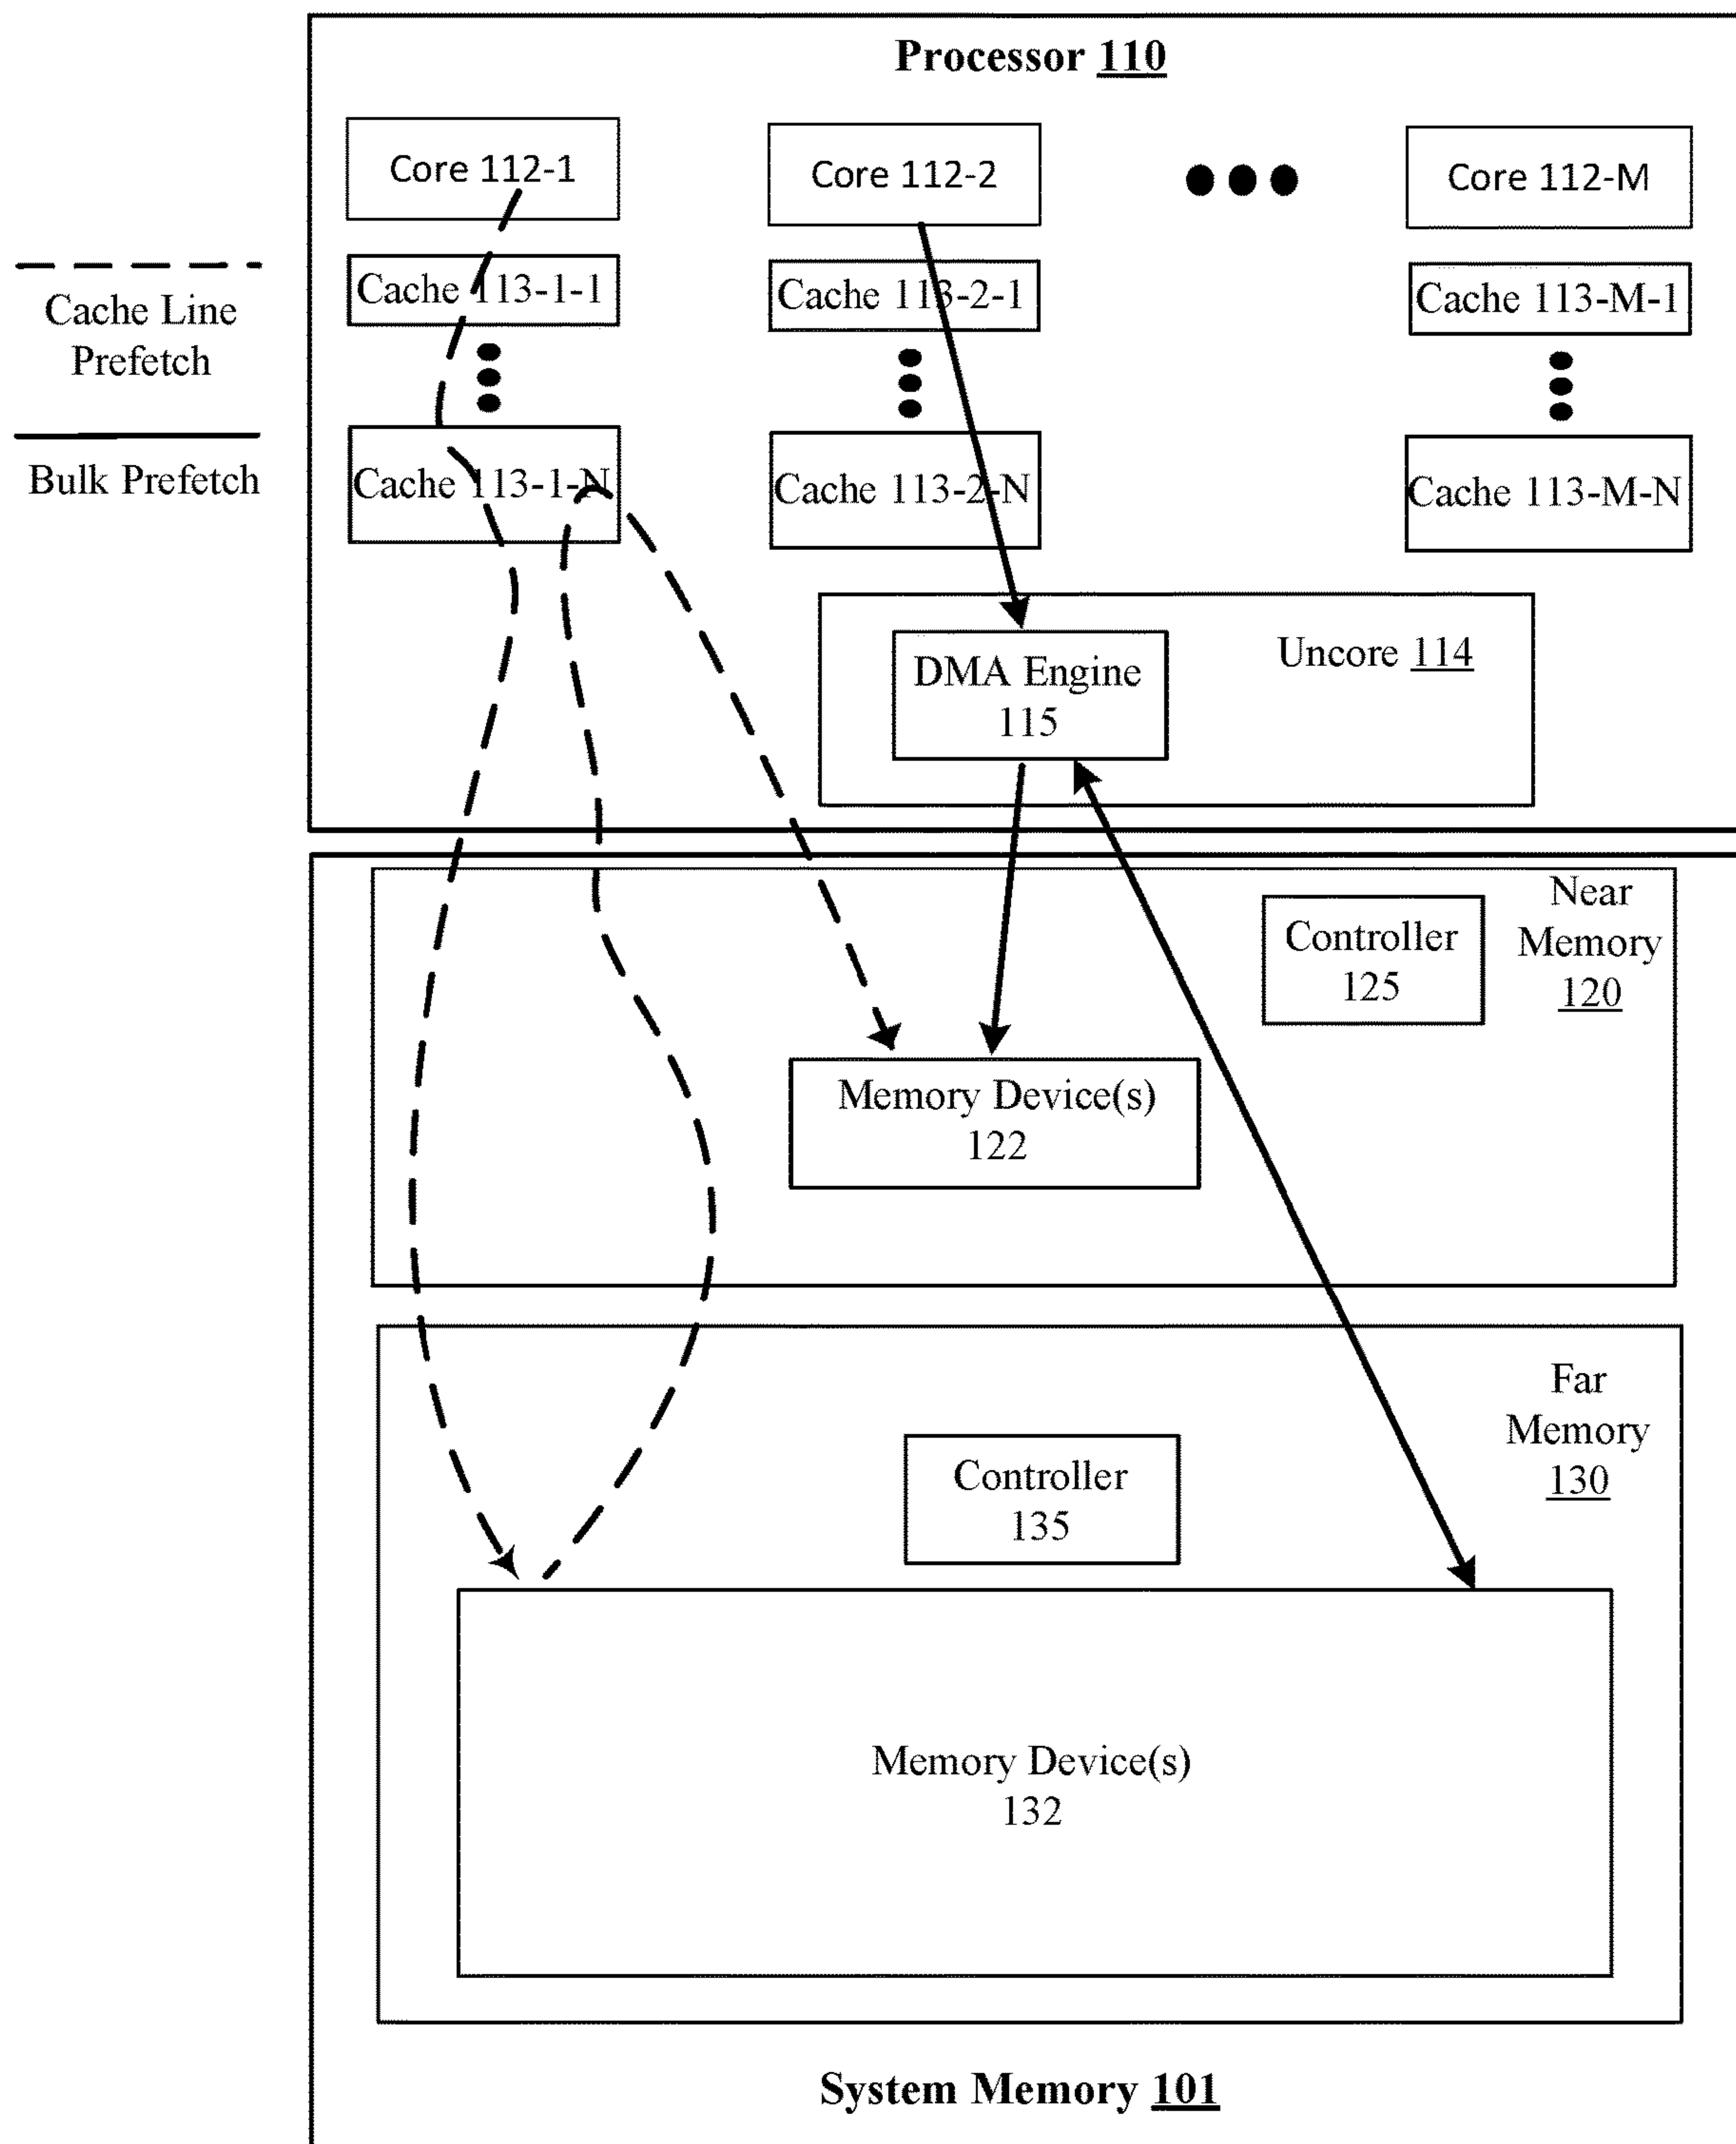 Processor 110
Core 112-1
Core 112-2
Core 112-M
Cache 113-1-1
Cache 113-2-1
Cache 113-M-1
Cache Line
Prefetch
Bulk Prefetch
Cache 113-1-N
Cache 113-2-N
Cache 113-M-N
DMA Engine
115
Uncore 114
Near
Memory
120
Controller
125
Memory Device(s)
122
Far
Memory
130
Controller
135
Memory Device(s)
132
System Memory 101